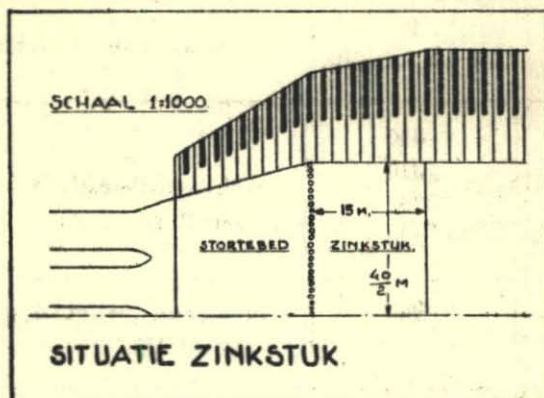 SCHAAL 1:1000
15 M.
STORTEBED
ZINKSTUK.
40/2 M
SITUATIE ZINKSTUK